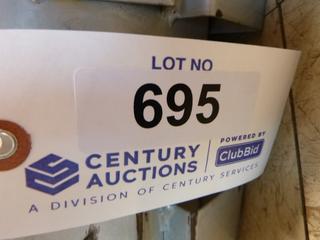 LOT NO
695
CENTURY AUCTIONS
POWERED BY
ClubBid
A DIVISION OF CENTURY SERVICES